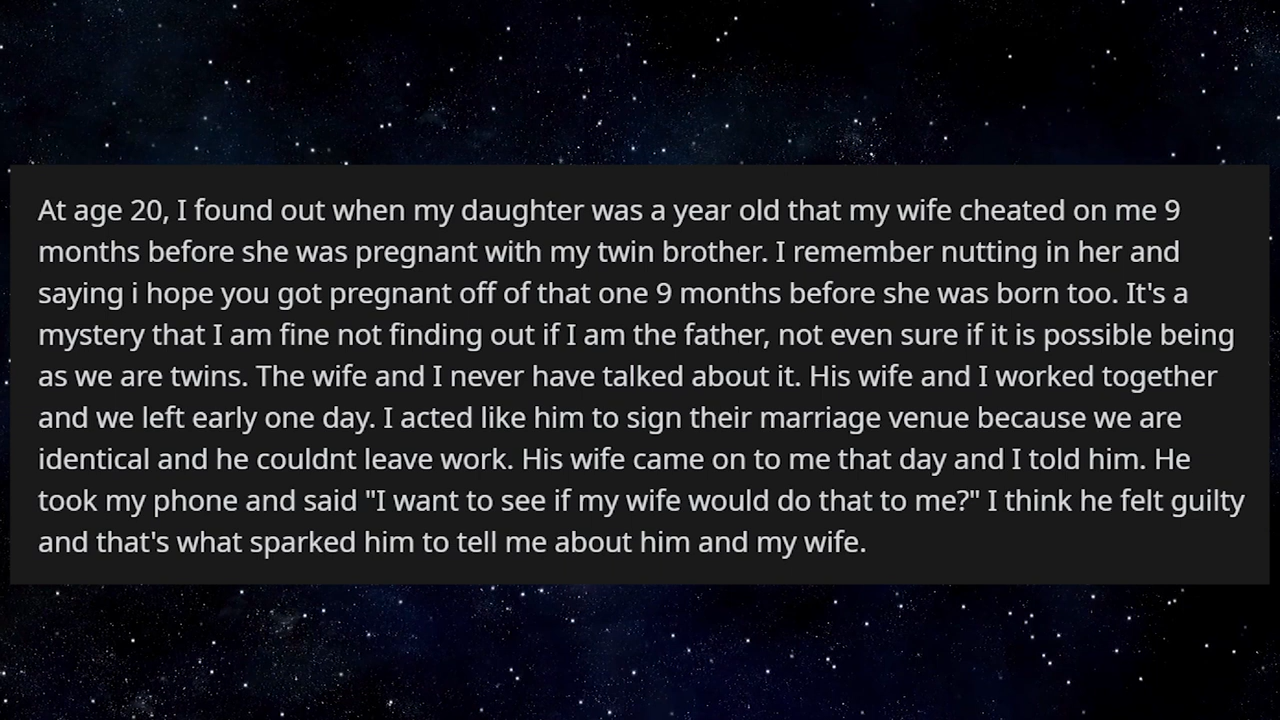 At age 20, I found out when my daughter was a year old that my wife cheated on me 9
months before she was pregnant with my twin brother. I remember nutting in her and
saying i hope you got pregnant off of that one 9 months before she was born too. It's a
mystery that I am fine not finding out if I am the father, not even sure if it is possible being
as we are twins. The wife and I never have talked about it. His wife and I worked together
and we left early one day. I acted like him to sign their marriage venue because we are
identical and he couldnt leave work. His wife came on to me that day and I told him. He
took my phone and said "I want to see if my wife would do that to me?" I think he felt guilty
and that's what sparked him to tell me about him and my wife.